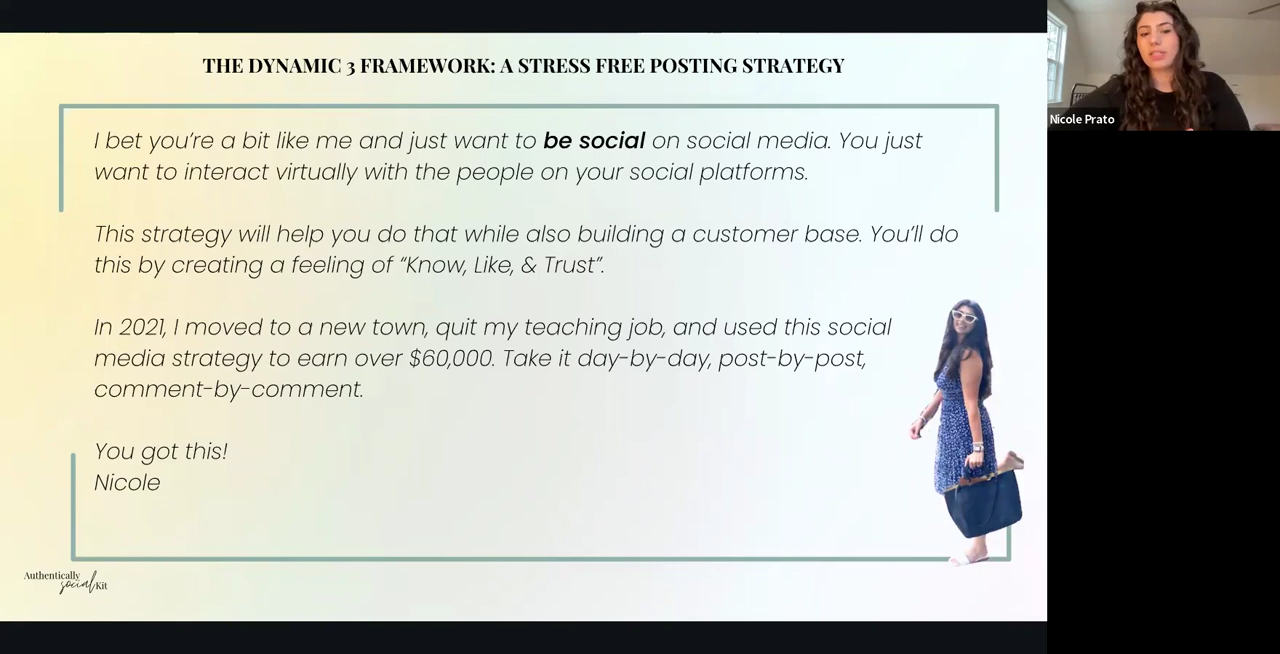 THE DYNAMIC 3 FRAMEWORK: A STRESS FREE POSTING STRATEGY
I bet you're a bit like me and just want to be social on social media. You just
want to interact virtually with the people on your social platforms.
This strategy will help you do that while also building a customer base. You'll do
this by creating a feeling of “Know, Like, & Trust”.
In 2021, I moved to a new town, quit my teaching job, and used this social
media strategy to earn over $60,000. Take it day-by-day, post-by-post,
comment-by-comment.
You got this!
Nicole
Authentically
social Kit
Nicole Prato